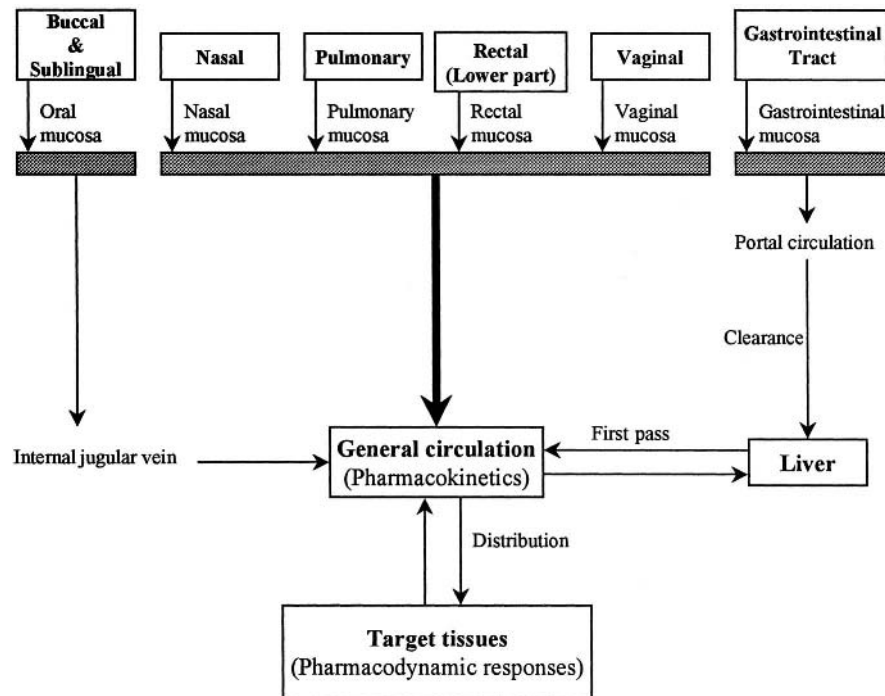 Buccal
&
Sublingual
Nasal
Pulmonary
Rectal
(Lower part)
Vaginal
Gastrointestinal
Tract
Oral
mucosa
Nasal
mucosa
Pulmonary
mucosa
Rectal
mucosa
Vaginal
mucosa
Gastrointestinal
mucosa
Portal circulation
Clearance
Internal jugular vein
General circulation
(Pharmacokinetics)
First pass
Liver
Distribution
Target tissues
(Pharmacodynamic responses)